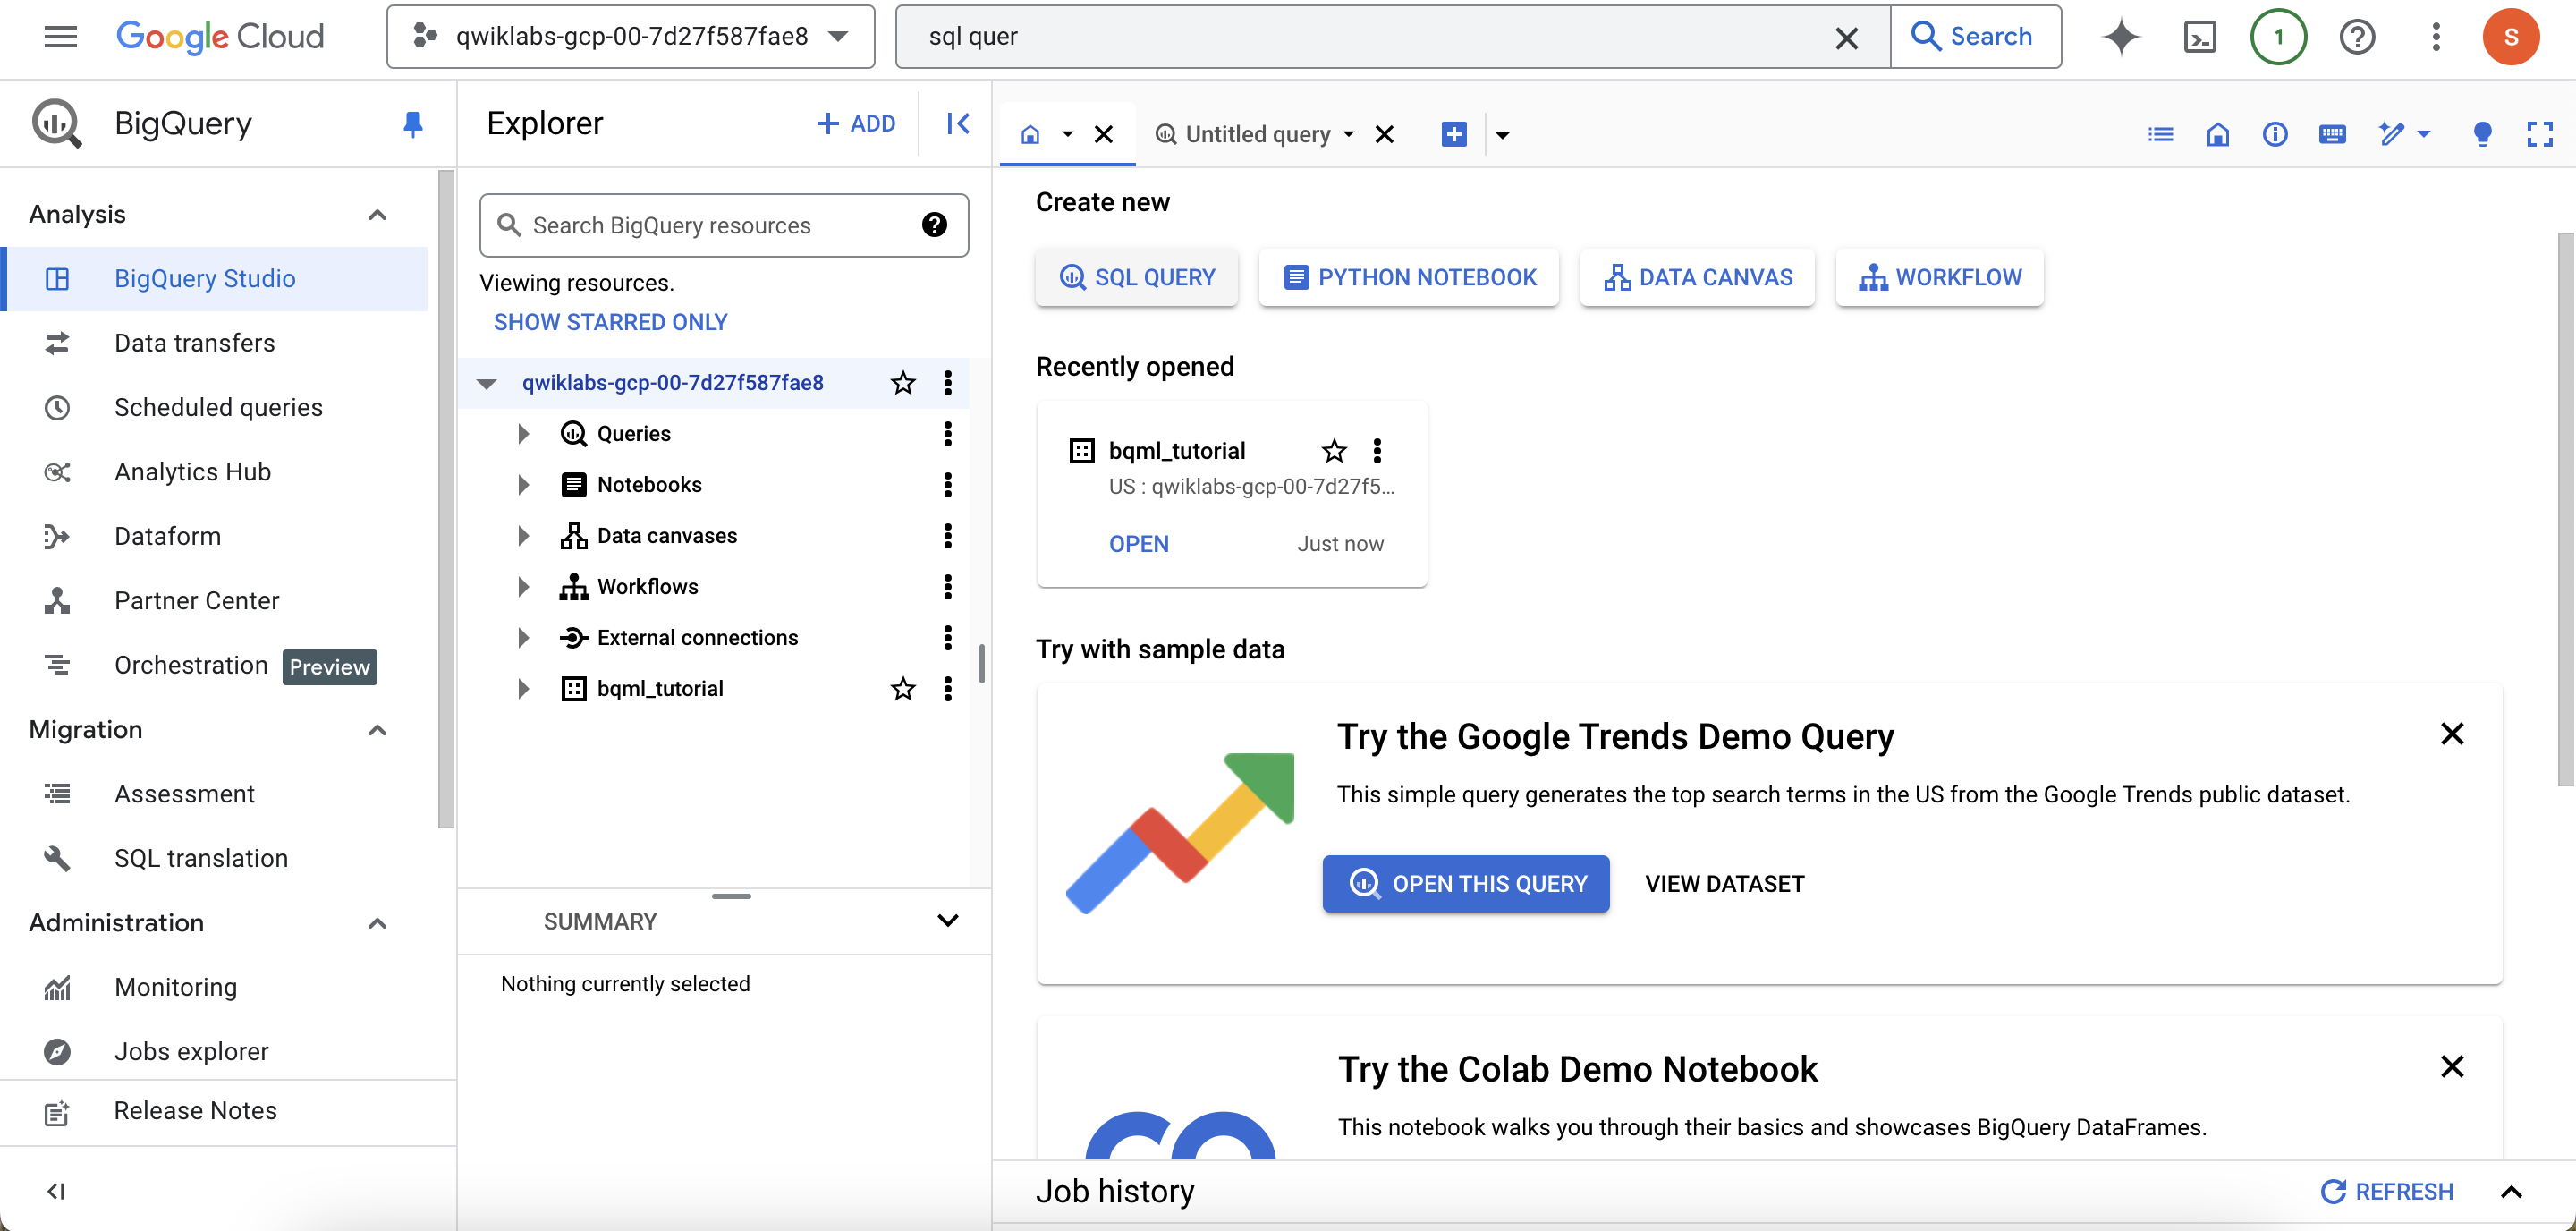 Google Cloud
qwiklabs-gcp-00-7d27f587fae8
sql quer
Search
1
S
BigQuery
Analysis
BigQuery Studio
Data transfers
Scheduled queries
Analytics Hub
Dataform
Partner Center
Orchestration Preview
Migration
Assessment
SQL translation
Administration
Monitoring
Jobs explorer
Release Notes
Explorer
ADD
Search BigQuery resources
Viewing resources.
SHOW STARRED ONLY
qwiklabs-gcp-00-7d27f587fae8
Queries
Notebooks
Data canvases
Workflows
External connections
bqml_tutorial
SUMMARY
Nothing currently selected
Untitled query
Create new
SQL QUERY
PYTHON NOTEBOOK
DATA CANVAS
WORKFLOW
Recently opened
bqml_tutorial
US : qwiklabs-gcp-00-7d27f5...
OPEN
Just now
Try with sample data
Try the Google Trends Demo Query
This simple query generates the top search terms in the US from the Google Trends public dataset.
OPEN THIS QUERY
VIEW DATASET
Try the Colab Demo Notebook
This notebook walks you through their basics and showcases BigQuery DataFrames.
Job history
REFRESH